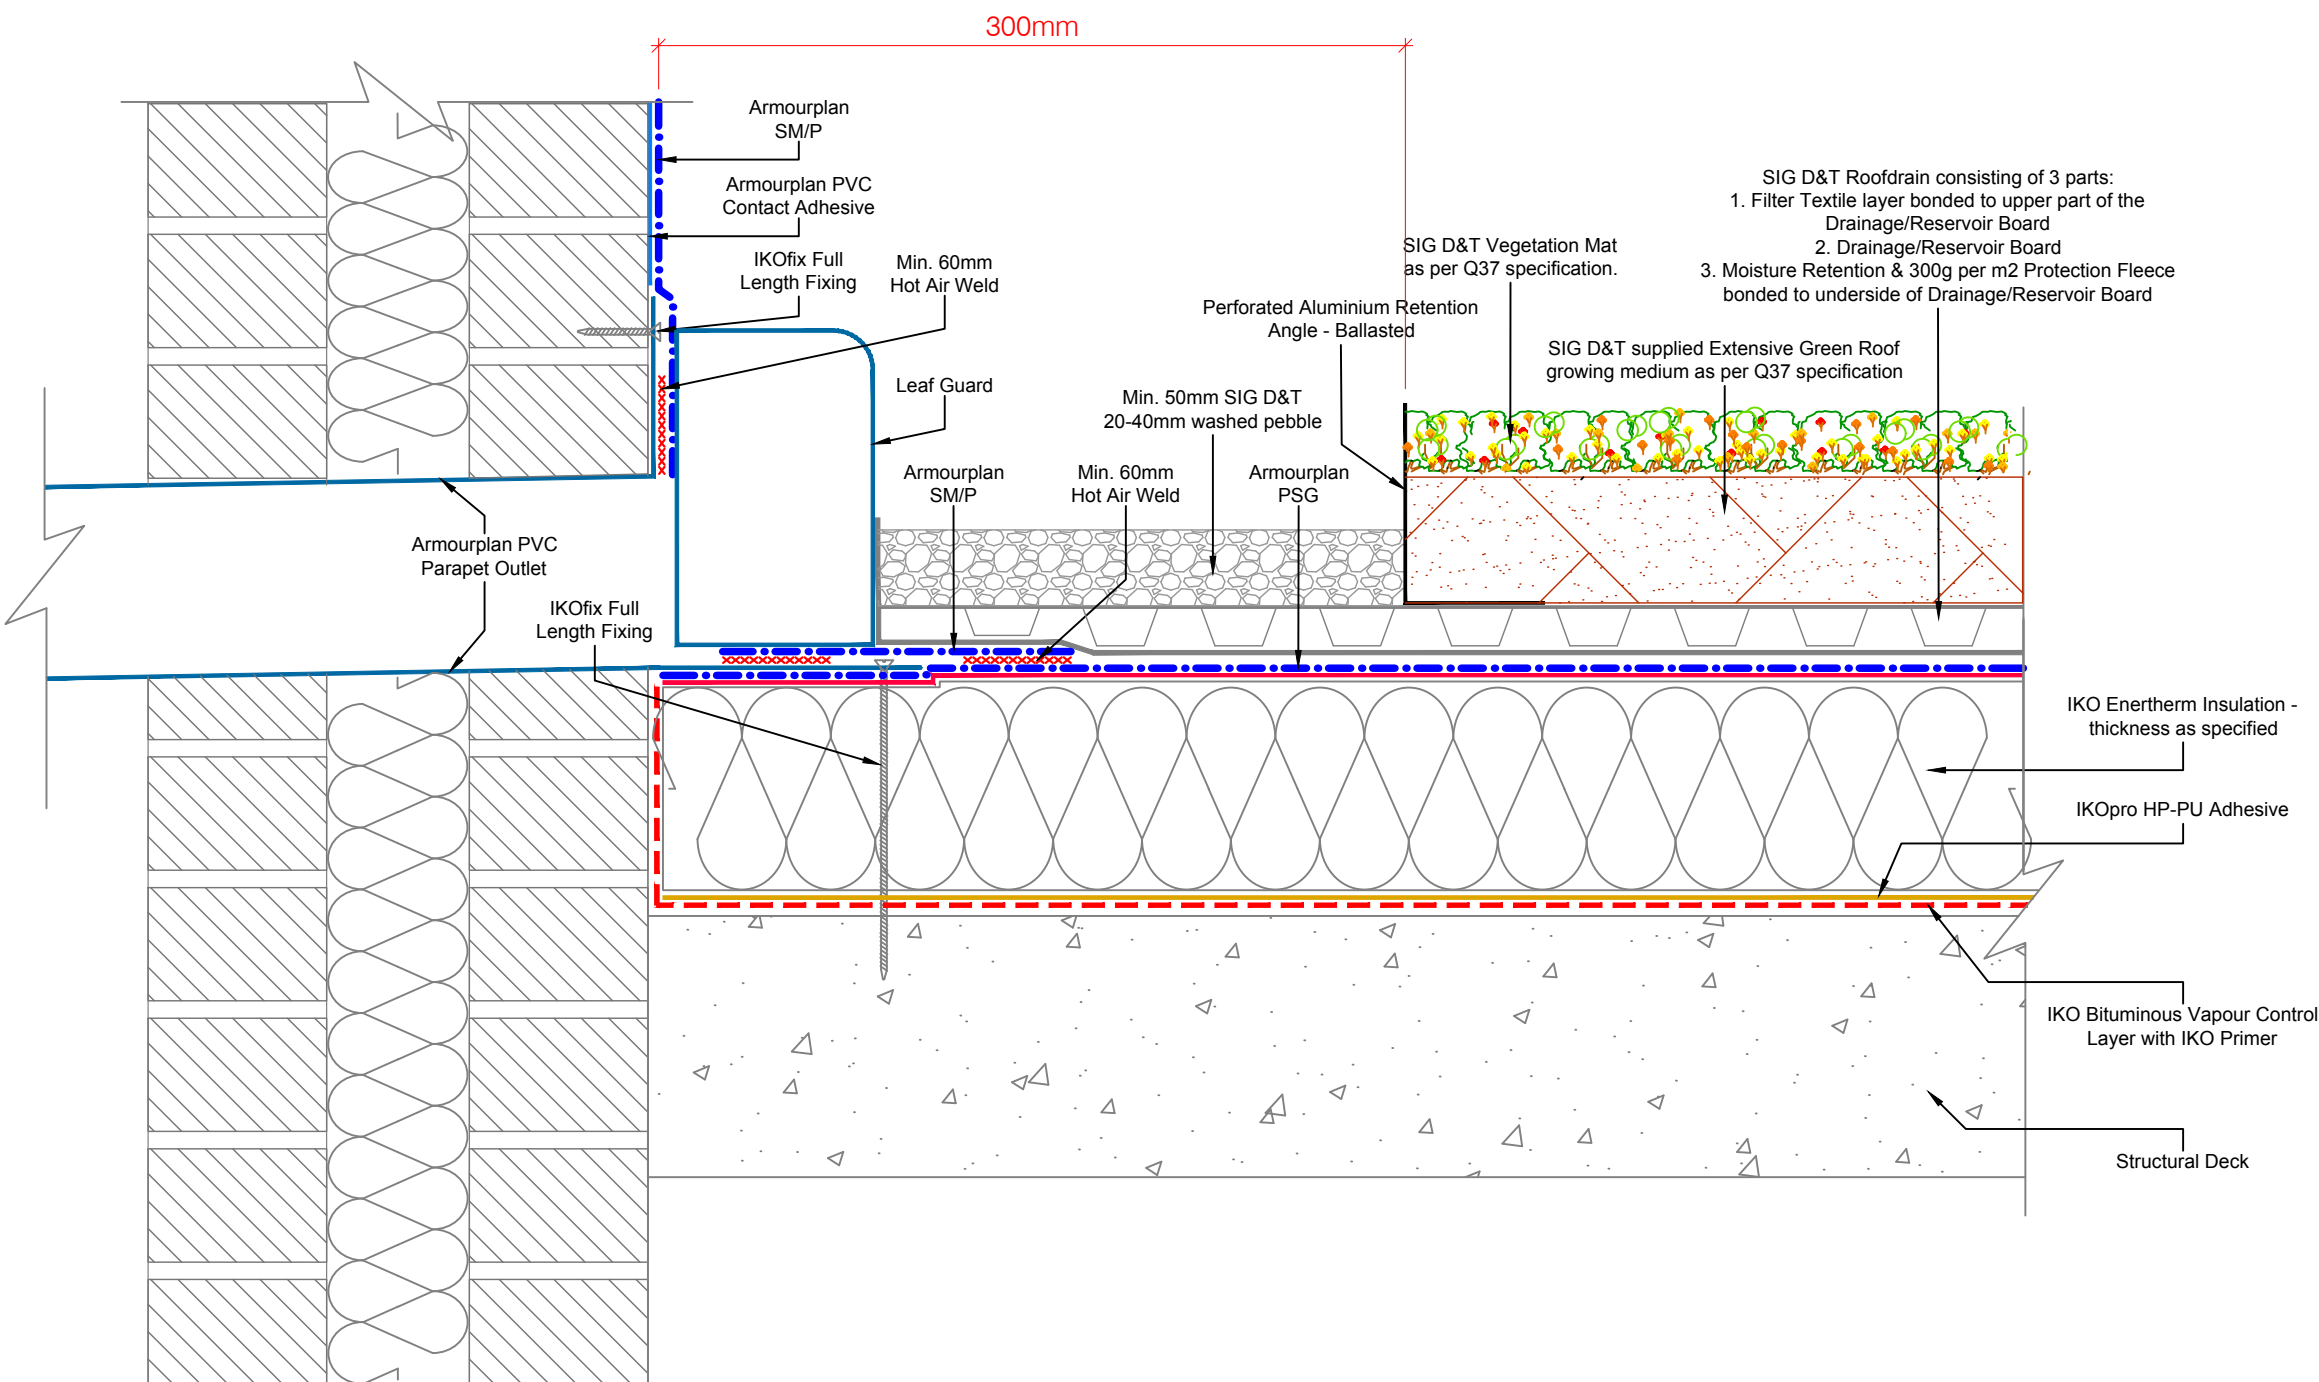 300mm
Armourplan
SM/P
Armourplan PVC
Contact Adhesive
IKOfix Full
Length Fixing
Min. 60mm
Hot Air Weld
Leaf Guard
SIG D&T Roofdrain consisting of 3 parts:
1. Filter Textile layer bonded to upper part of the
Drainage/Reservoir Board
2. Drainage/Reservoir Board
3. Moisture Retention & 300g per m2 Protection Fleece
bonded to underside of Drainage/Reservoir Board
SIG D&T Vegetation Mat
as per Q37 specification.
Perforated Aluminium Retention
Angle - Ballasted
SIG D&T supplied Extensive Green Roof
growing medium as per Q37 specification
Min. 50mm SIG D&T
20-40mm washed pebble
Armourplan
SM/P
Min. 60mm
Hot Air Weld
Armourplan
PSG
Armourplan PVC
Parapet Outlet
IKOfix Full
Length Fixing
IKO Enertherm Insulation -
thickness as specified
IKOpro HP-PU Adhesive
IKO Bituminous Vapour Control
Layer with IKO Primer
Structural Deck